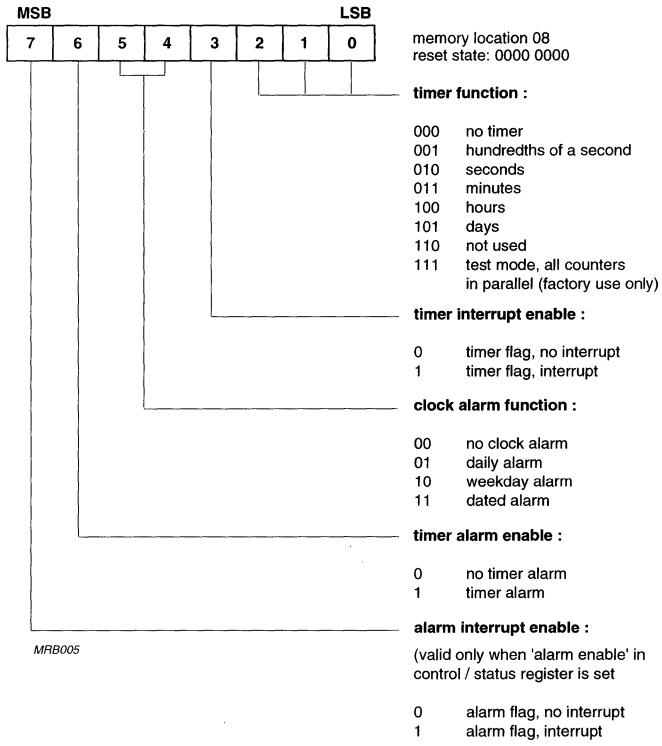 MSB LSB
7 6 5 4 3 2 1 0
memory location 08
reset state: 0000 0000
timer function :
000 no timer
001 hundredths of a second
010 seconds
011 minutes
100 hours
101 days
110 not used
111 test mode, all counters
in parallel (factory use only)
timer interrupt enable :
0 timer flag, no interrupt
1 timer flag, interrupt
clock alarm function :
00 no clock alarm
01 daily alarm
10 weekday alarm
11 dated alarm
timer alarm enable :
0 no timer alarm
1 timer alarm
alarm interrupt enable :
(valid only when 'alarm enable' in
control / status register is set
0 alarm flag, no interrupt
1 alarm flag, interrupt
MRB005